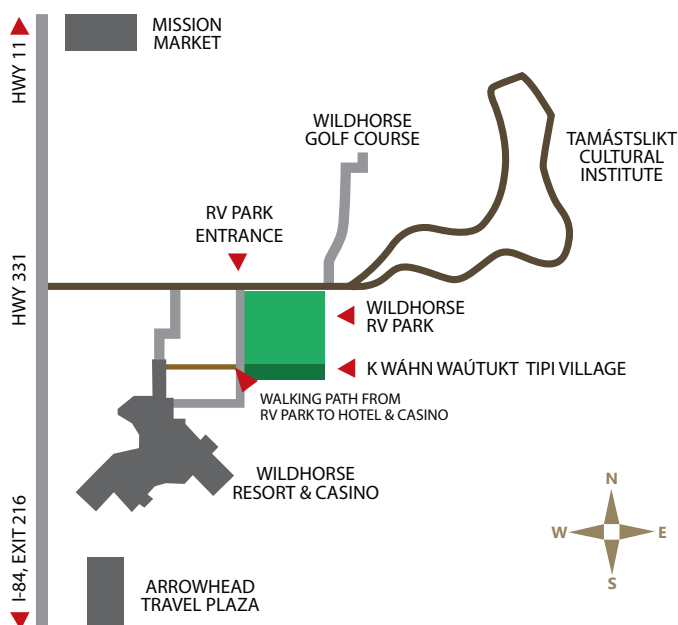 HWY 11
MISSION
MARKET
WILDHORSE
GOLF COURSE
TAMÁSTSLIKT
CULTURAL
INSTITUTE
RV PARK
ENTRANCE
HWY 331
WILDHORSE
RV PARK
K WÁHN WAÚTUKT TIPI VILLAGE
WALKING PATH FROM
RV PARK TO HOTEL & CASINO
WILDHORSE
RESORT & CASINO
N
W
E
S
I-84, EXIT 216
ARROWHEAD
TRAVEL PLAZA